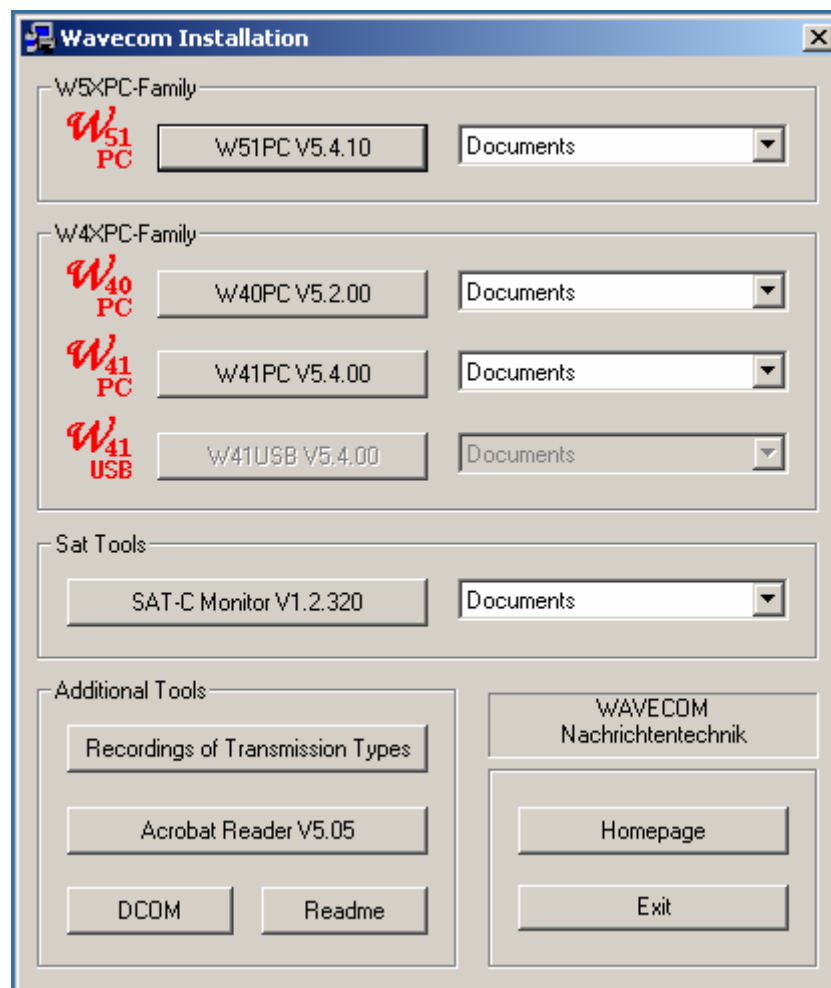 Wavecom Installation
W5XPC-Family
W51
PC
W51PC V5.4.10
Documents
W4XPC-Family
W40
PC
W40PC V5.2.00
Documents
W41
PC
W41PC V5.4.00
Documents
W41
USB
W41USB V5.4.00
Documents
Sat Tools
SAT-C Monitor V1.2.320
Documents
Additional Tools
Recordings of Transmission Types
Acrobat Reader V5.05
DCOM
Readme
WAVECOM
Nachrichtentechnik
Homepage
Exit